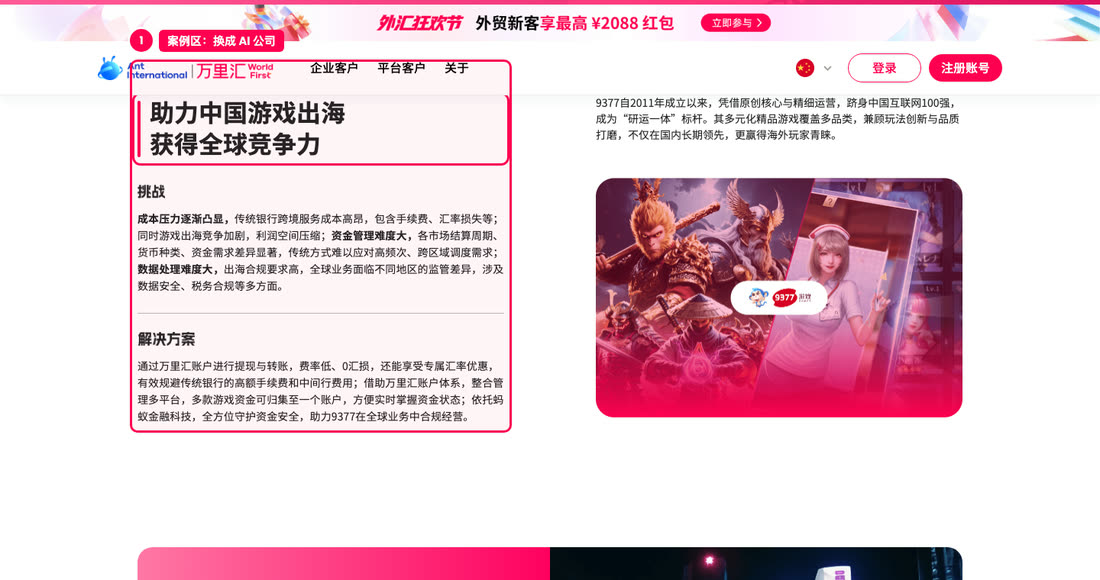 外汇狂欢节 外贸新客享最高 ¥2088 红包 立即参与
1 案例区：换成 AI 公司
Ant International | 万里汇 World First
企业客户 平台客户 关于
登录 注册账号
助力中国游戏出海
获得全球竞争力
挑战
成本压力逐渐凸显，传统银行跨境服务成本高昂，包含手续费、汇率损失等；
同时游戏出海竞争加剧，利润空间压缩；资金管理难度大，各市场结算周期、
货币种类、资金需求差异显著，传统方式难以应对高频次、跨区域调度需求；
数据处理难度大，出海合规要求高，全球业务面临不同地区的监管差异，涉及
数据安全、税务合规等多方面。
解决方案
通过万里汇账户进行提现与转账，费率低、0汇损，还能享受专属汇率优惠，
有效规避传统银行的高额手续费和中间行费用；借助万里汇账户体系，整合管
理多平台，多款游戏资金可归集至一个账户，方便实时掌握资金状态；依托蚂
蚁金融科技，全方位守护资金安全，助力9377在全球业务中合规经营。
9377自2011年成立以来，凭借原创核心与精细运营，跻身中国互联网100强，
成为“研运一体”标杆。其多元化精品游戏覆盖多品类，兼顾玩法创新与品质
打磨，不仅在国内长期领先，更赢得海外玩家青睐。
9377 游戏
Lv.1